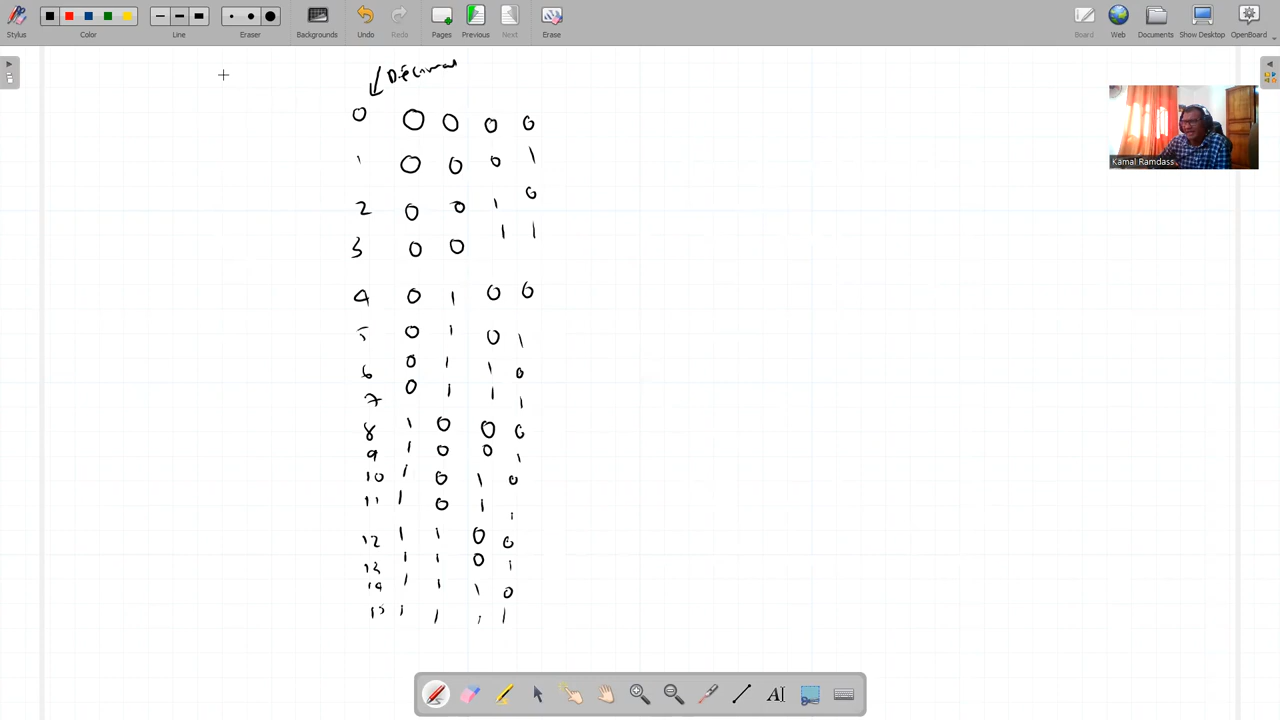 Stylus Color Line Eraser Backgrounds Undo Redo Pages Previous Next Erase Board Web Documents Show Desktop OpenBoard
Decimal
0 0 0 0 0
1 0 0 0 1
2 0 0 1 0
3 0 0 1 1
4 0 1 0 0
5 0 1 0 1
6 0 1 1 0
7 0 1 1 1
8 1 0 0 0
9 1 0 0 1
10 1 0 1 0
11 1 0 1 1
12 1 1 0 0
13 1 1 0 1
14 1 1 1 0
15 1 1 1 1
Kamal Ramdass
AI